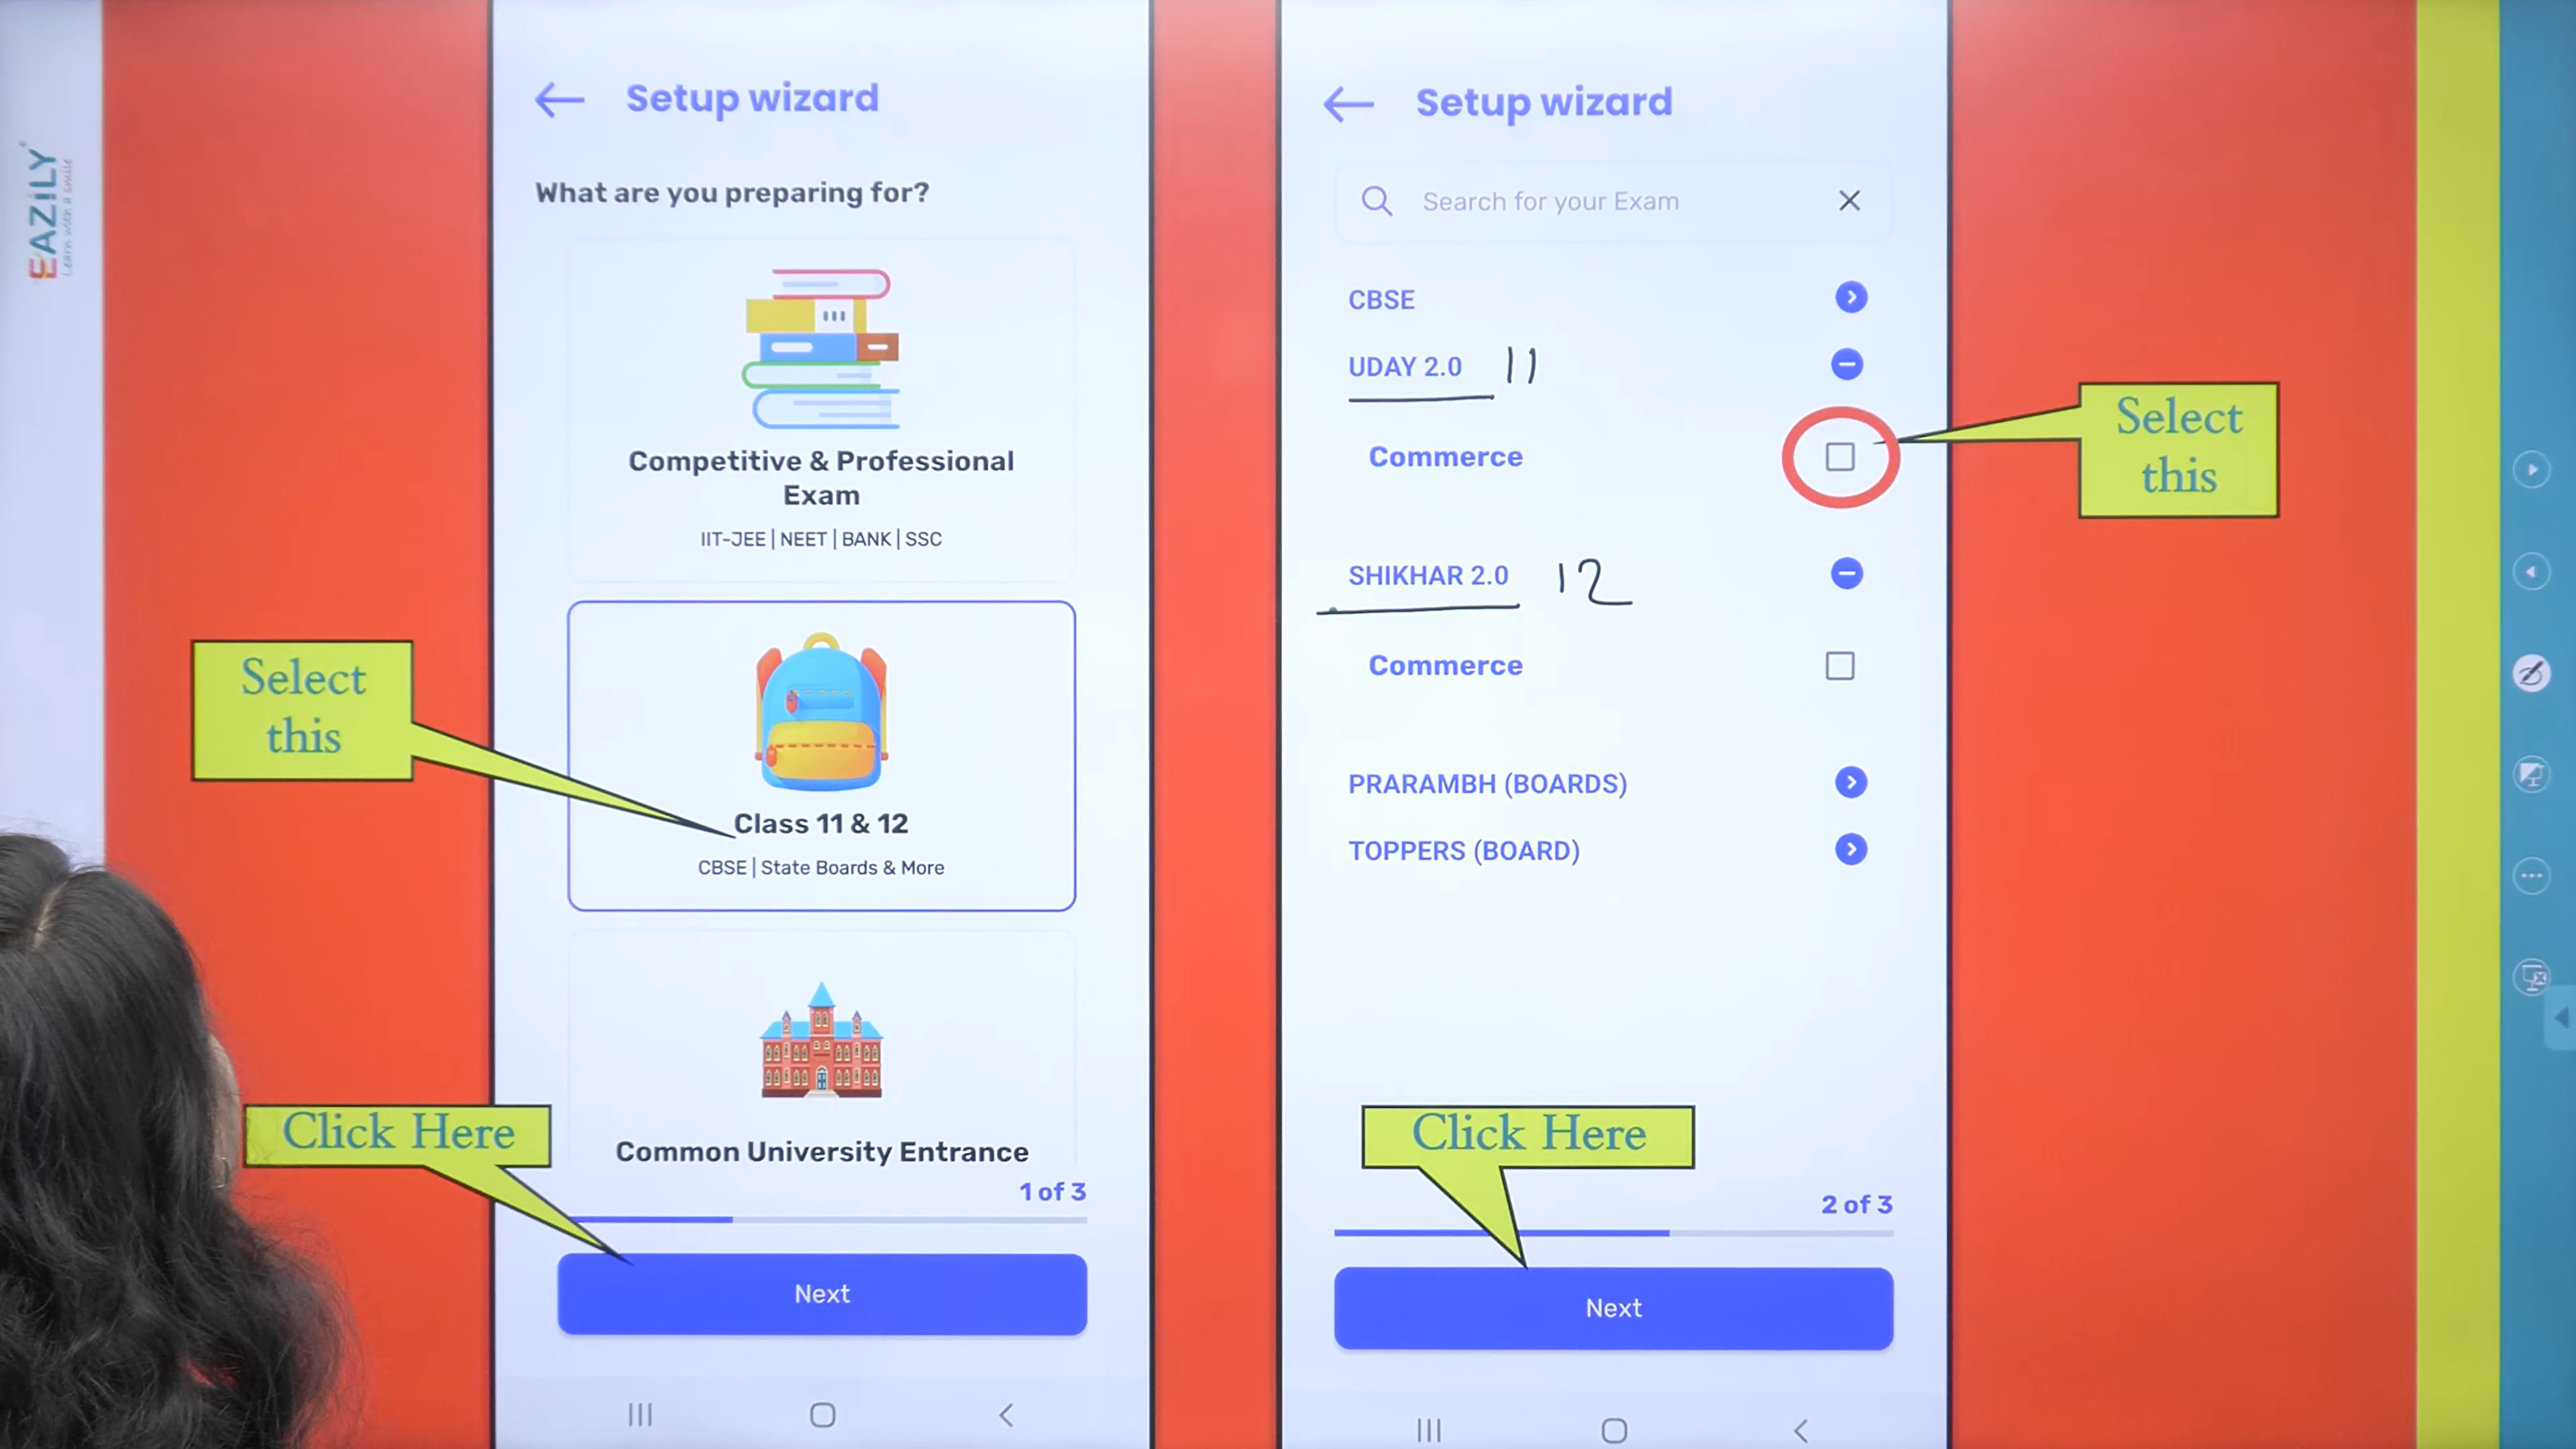 EAZILY
Learn with a smile
Setup wizard
What are you preparing for?
Competitive & Professional
Exam
IIT-JEE | NEET | BANK | SSC
Select
this
Class 11 & 12
CBSE | State Boards & More
Click Here
Common University Entrance
1 of 3
Next
Setup wizard
Search for your Exam
CBSE
UDAY 2.0 11
Commerce
Select
this
SHIKHAR 2.0 12
Commerce
PRARAMBH (BOARDS)
TOPPERS (BOARD)
Click Here
2 of 3
Next